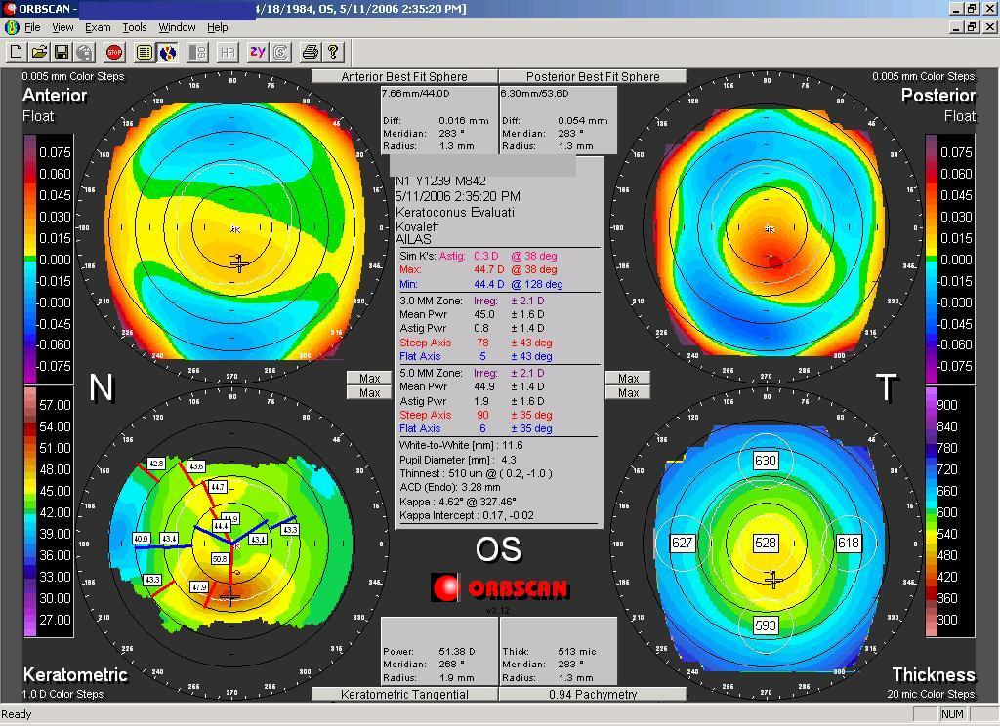 ORBSCAN - 4/18/1984, OS, 5/11/2006 2:35:20 PM]
File View Exam Tools Window Help
STOP HR zy ?
0.005 mm Color Steps
Anterior Best Fit Sphere
Posterior Best Fit Sphere
0.005 mm Color Steps
Anterior
Float
Posterior
Float
7.66mm/44.0D
Diff: 0.016 mm
Meridian: 283 °
Radius: 1.3 mm
6.30mm/53.6D
Diff: 0.054 mm
Meridian: 283 °
Radius: 1.3 mm
0.075
0.060
0.045
0.030
0.015
0.000
-0.015
-0.030
-0.045
-0.060
-0.075
0.075
0.060
0.045
0.030
0.015
0.000
-0.015
-0.030
-0.045
-0.060
-0.075
N1 Y1239 M842
5/11/2006 2:35:20 PM
Keratoconus Evaluati
Kovaleff
AILAS
Sim K's: Astig: 0.3 D @ 38 deg
Max: 44.7 D @ 38 deg
Min: 44.4 D @ 128 deg
3.0 MM Zone: Irreg: ± 2.1 D
Mean Pwr 45.0 ± 1.6 D
Astig Pwr 0.8 ± 1.4 D
Steep Axis 78 ± 43 deg
Flat Axis 5 ± 43 deg
5.0 MM Zone: Irreg: ± 2.1 D
Mean Pwr 44.9 ± 1.4 D
Astig Pwr 1.9 ± 1.6 D
Steep Axis 90 ± 35 deg
Flat Axis 6 ± 35 deg
White-to-White [mm] : 11.6
Pupil Diameter [mm] : 4.3
Thinnest : 510 um @ ( 0.2, -1.0 )
ACD (Endo): 3.28 mm
Kappa : 4.62° @ 327.46°
Kappa Intercept : 0.17, -0.02
Max
Max
Max
Max
N
T
OS
ORBSCAN
v3.12
57.00
54.00
51.00
48.00
45.00
42.00
39.00
36.00
33.00
30.00
27.00
42.8
43.6
44.7
44.9
44.4
43.4
43.3
40.0
43.4
50.8
43.3
47.9
630
627
528
618
593
900
840
780
720
660
600
540
480
420
360
300
Keratometric
1.0 D Color Steps
Power: 51.38 D
Meridian: 268 °
Radius: 1.9 mm
Keratometric Tangential
Thick: 513 mic
Meridian: 283 °
Radius: 1.3 mm
0.94 Pachymetry
Thickness
20 mic Color Steps
Ready
NUM